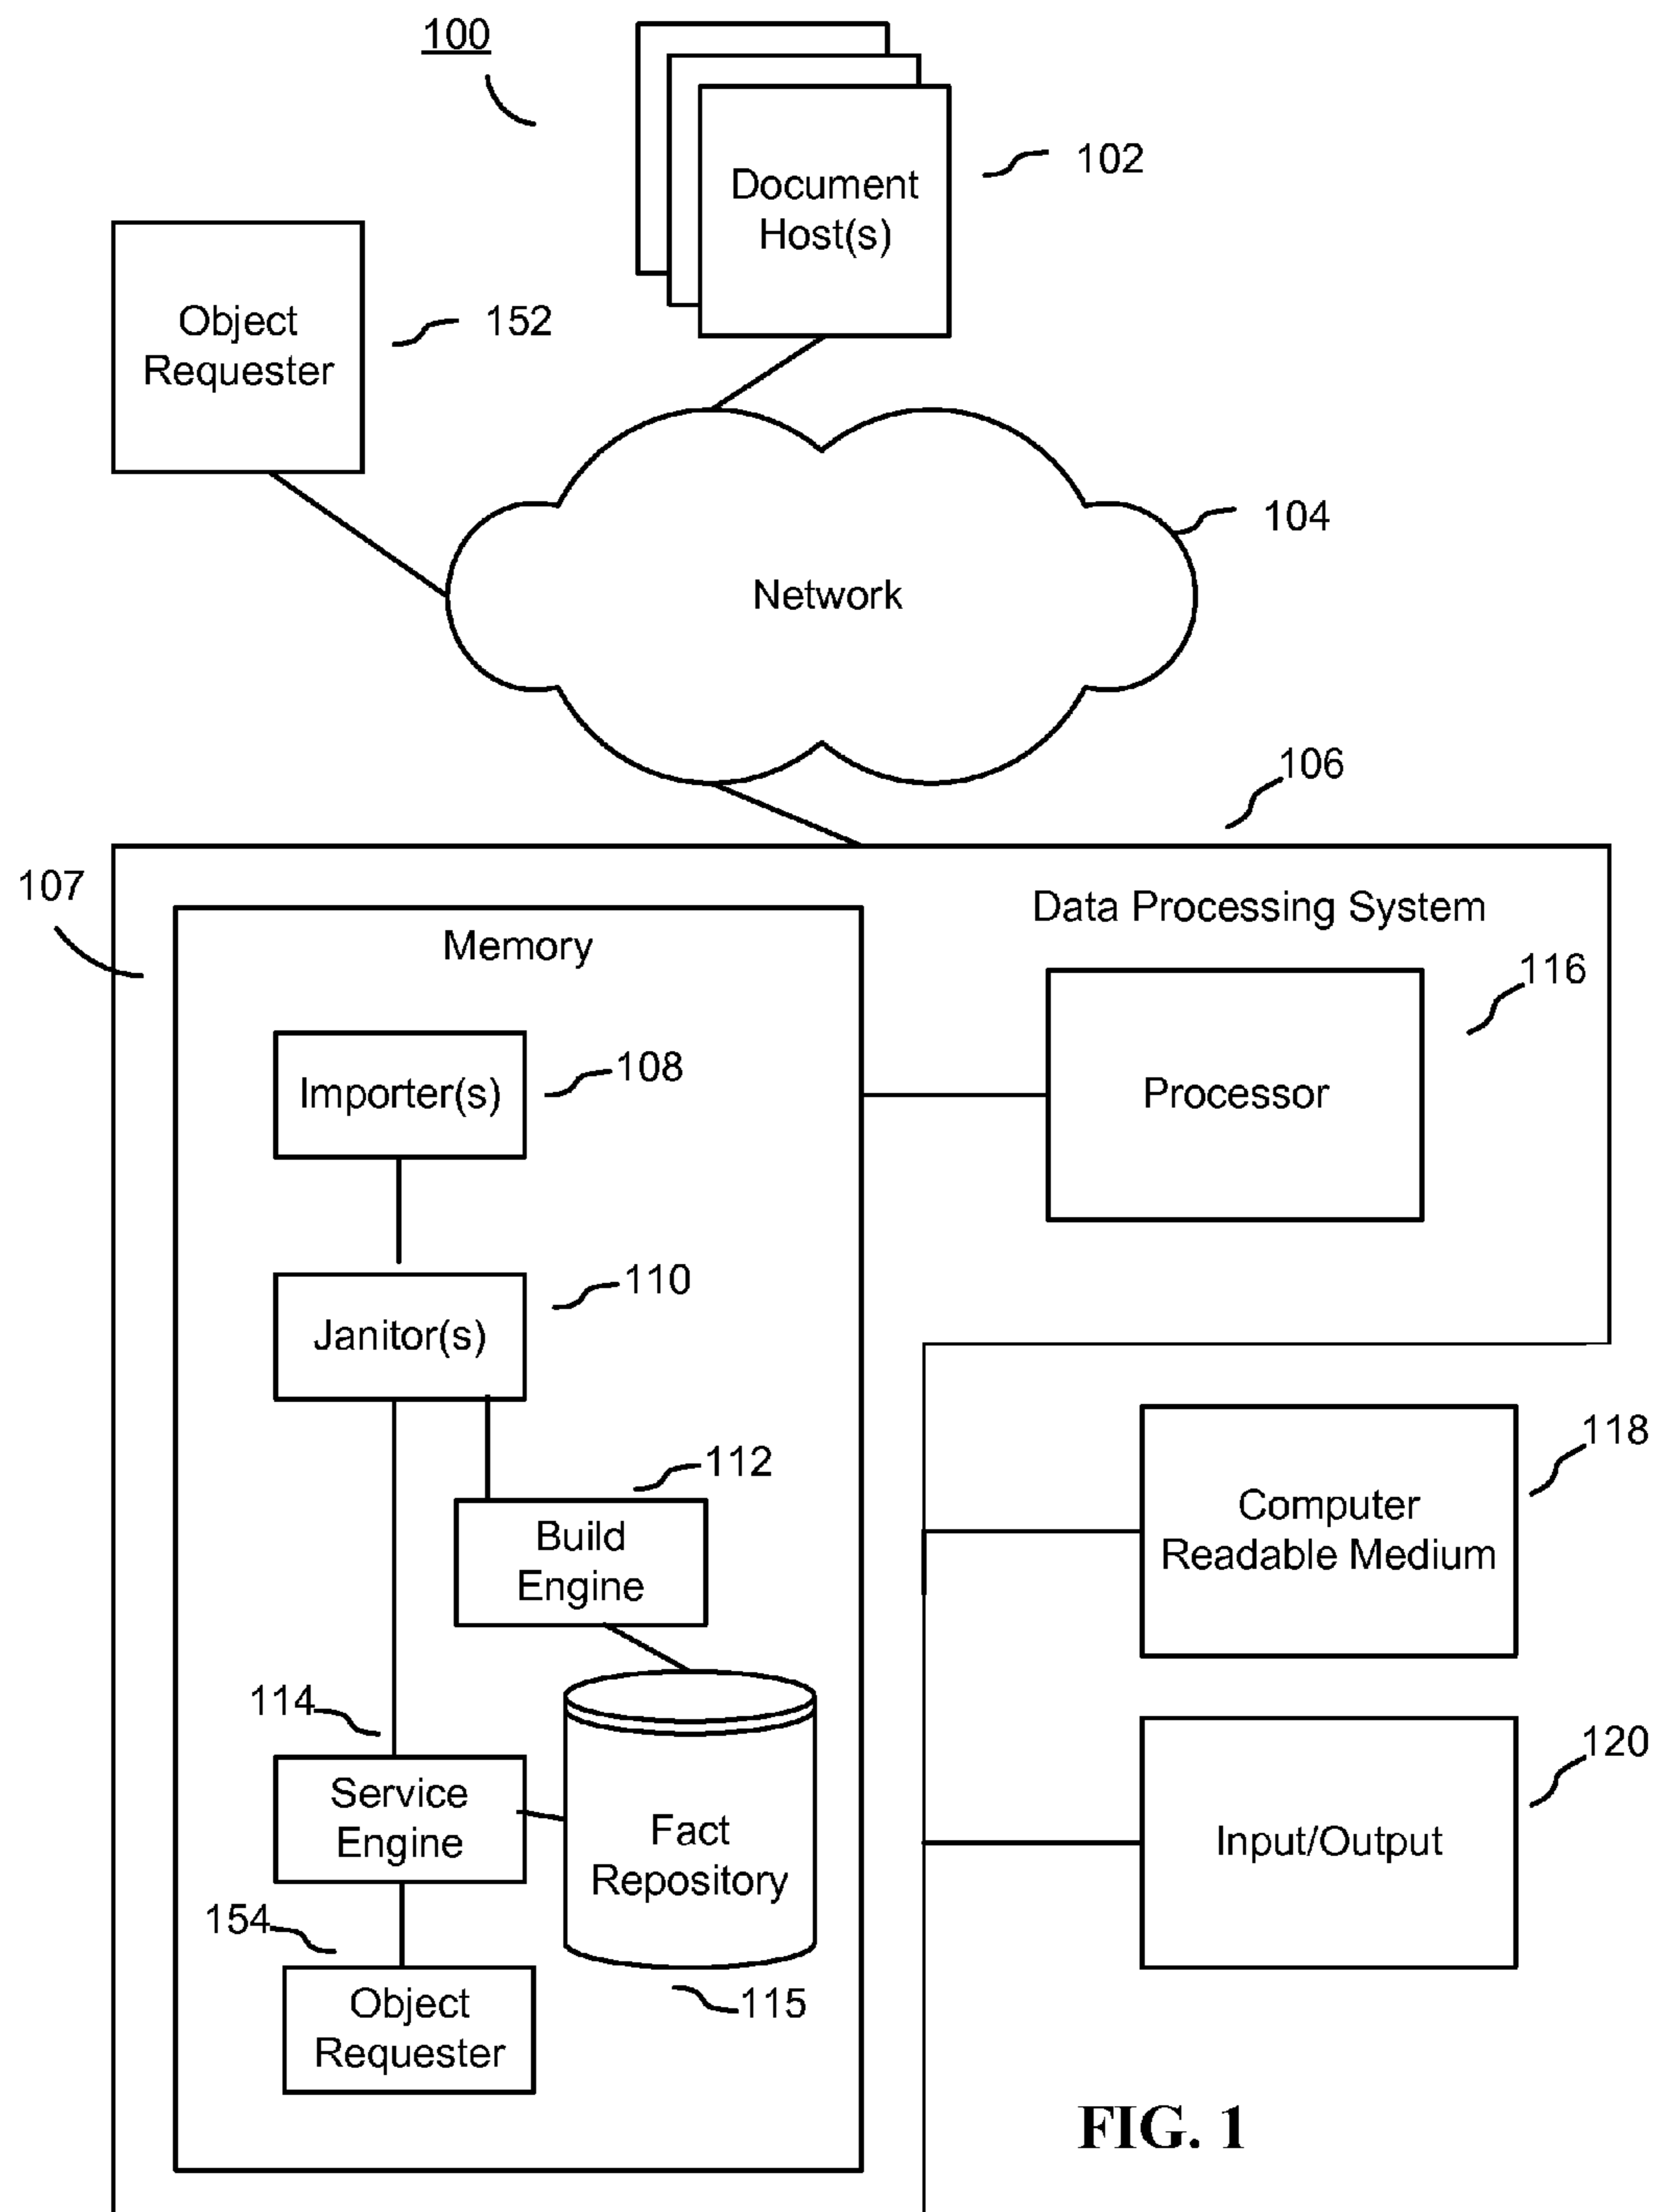 100
Document
Host(s)
102
Object
Requester
152
104
Network
106
107
Data Processing System
Memory
116
Importer(s)
108
Processor
110
Janitor(s)
112
118
Build
Engine
Computer
Readable Medium
114
120
Service
Engine
Fact
Repository
Input/Output
154
Object
Requester
115
FIG. 1